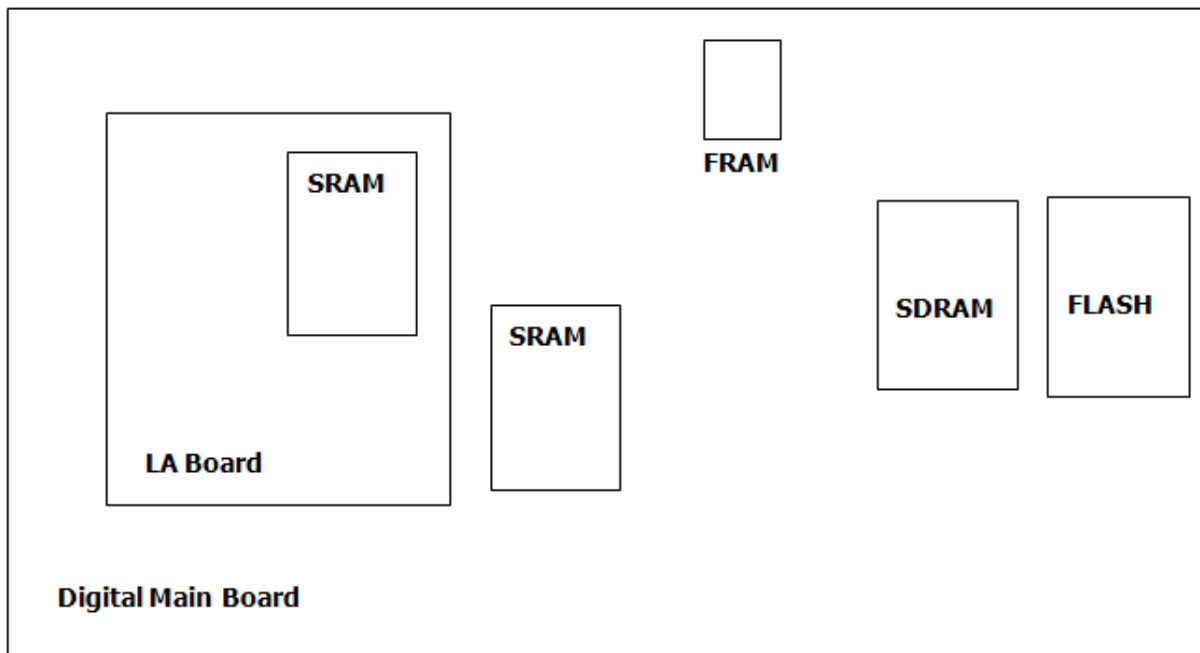 FRAM
SRAM
SDRAM
FLASH
SRAM
LA Board
Digital Main Board